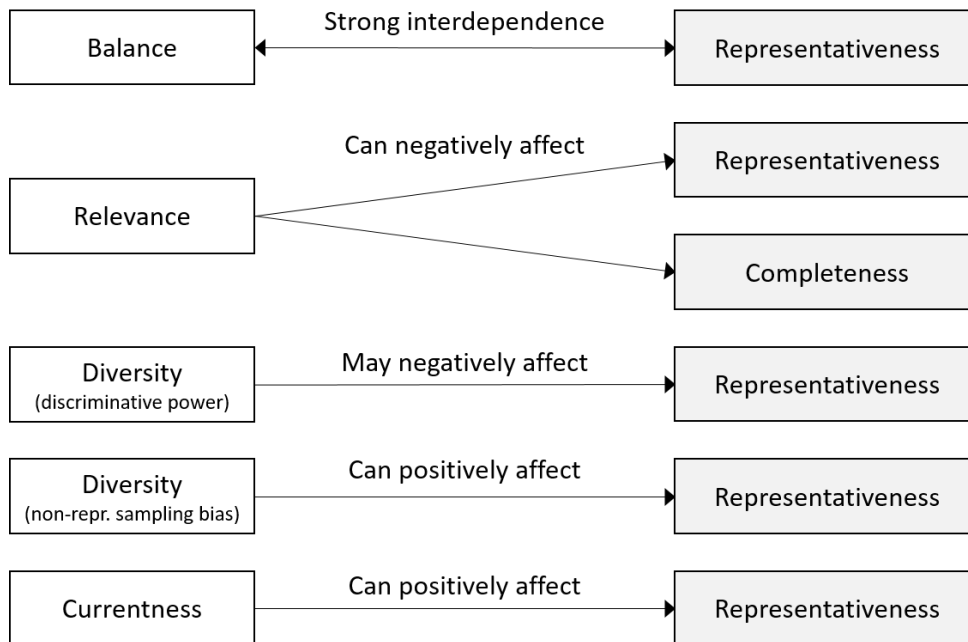 Balance
Strong interdependence
Representativeness
Relevance
Can negatively affect
Representativeness
Completeness
Diversity
(discriminative power)
May negatively affect
Representativeness
Diversity
(non-repr. sampling bias)
Can positively affect
Representativeness
Currentness
Can positively affect
Representativeness